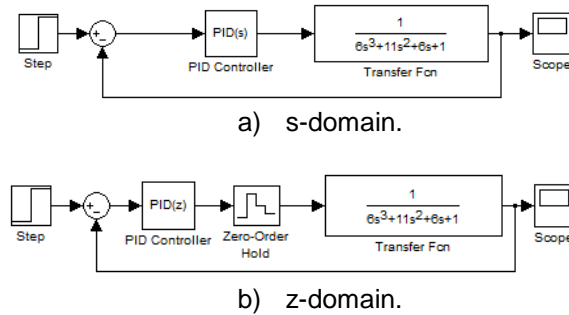 PID(s)
1
6s³+11s²+6s+1
Step
PID Controller
Transfer Fcn
Scope
a) s-domain.
PID(z)
1
6s³+11s²+6s+1
Step
PID Controller
Zero-Order
Hold
Transfer Fcn
Scope
b) z-domain.